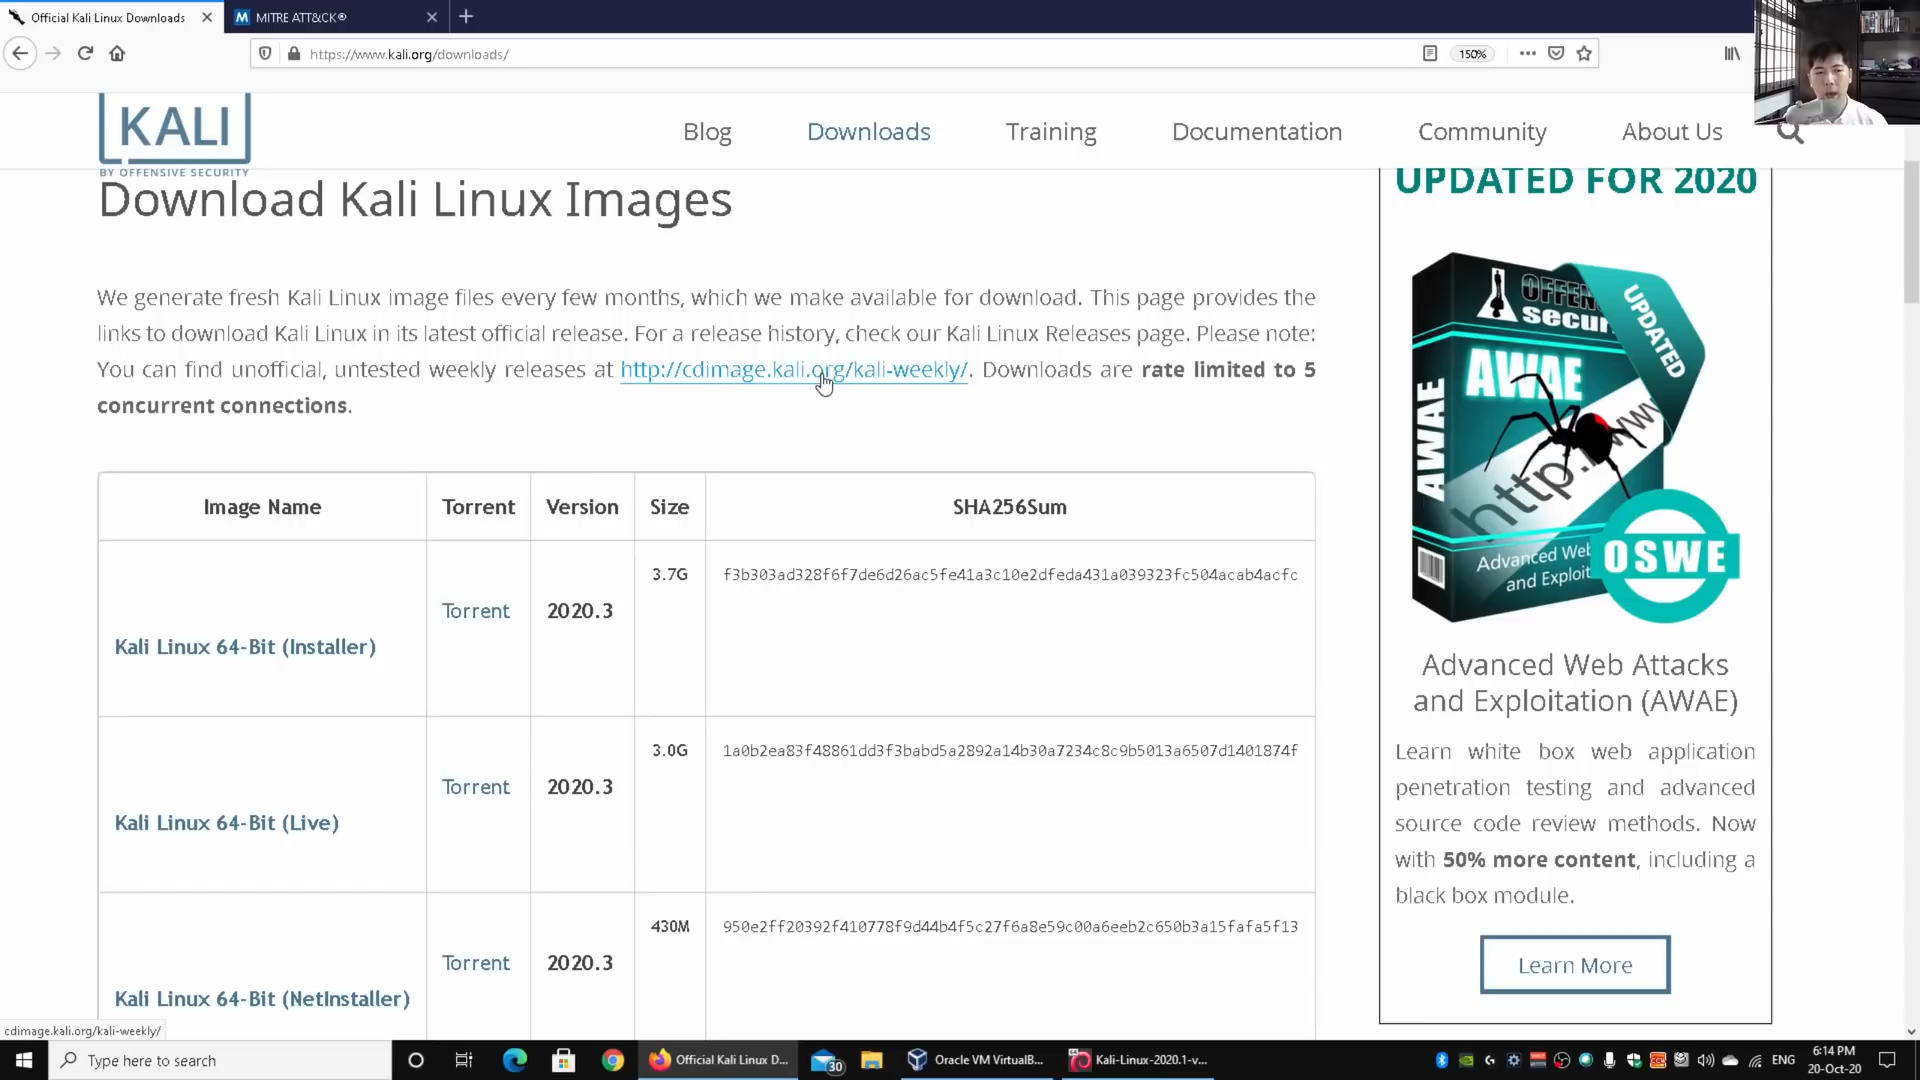 Official Kali Linux Downloads
MITRE ATT&CK®
https://www.kali.org/downloads/
150%
KALI
BY OFFENSIVE SECURITY
Blog
Downloads
Training
Documentation
Community
About Us
Download Kali Linux Images
We generate fresh Kali Linux image files every few months, which we make available for download. This page provides the
links to download Kali Linux in its latest official release. For a release history, check our Kali Linux Releases page. Please note:
You can find unofficial, untested weekly releases at http://cdimage.kali.org/kali-weekly/. Downloads are rate limited to 5
concurrent connections.
Image Name Torrent Version Size SHA256Sum
3.7G f3b303ad328f6f7de6d26ac5fe41a3c10e2dfeda431a039323fc504acab4acfc
Torrent 2020.3
Kali Linux 64-Bit (Installer)
3.0G 1a0b2ea83f48861dd3f3babd5a2892a14b30a7234c8c9b5013a6507d1401874f
Torrent 2020.3
Kali Linux 64-Bit (Live)
430M 950e2ff20392f410778f9d44b4f5c27f6a8e59c00a6eeb2c650b3a15fafa5f13
Torrent 2020.3
Kali Linux 64-Bit (NetInstaller)
UPDATED FOR 2020
UPDATED
AWAE
AWAE
OSWE
Advanced Web Attacks
and Exploitation (AWAE)
Learn white box web application
penetration testing and advanced
source code review methods. Now
with 50% more content, including a
black box module.
Learn More
cdimage.kali.org/kali-weekly/
Type here to search
Official Kali Linux D...
30
Oracle VM VirtualB...
Kali-Linux-2020.1-v...
ENG
6:14 PM
20-Oct-20